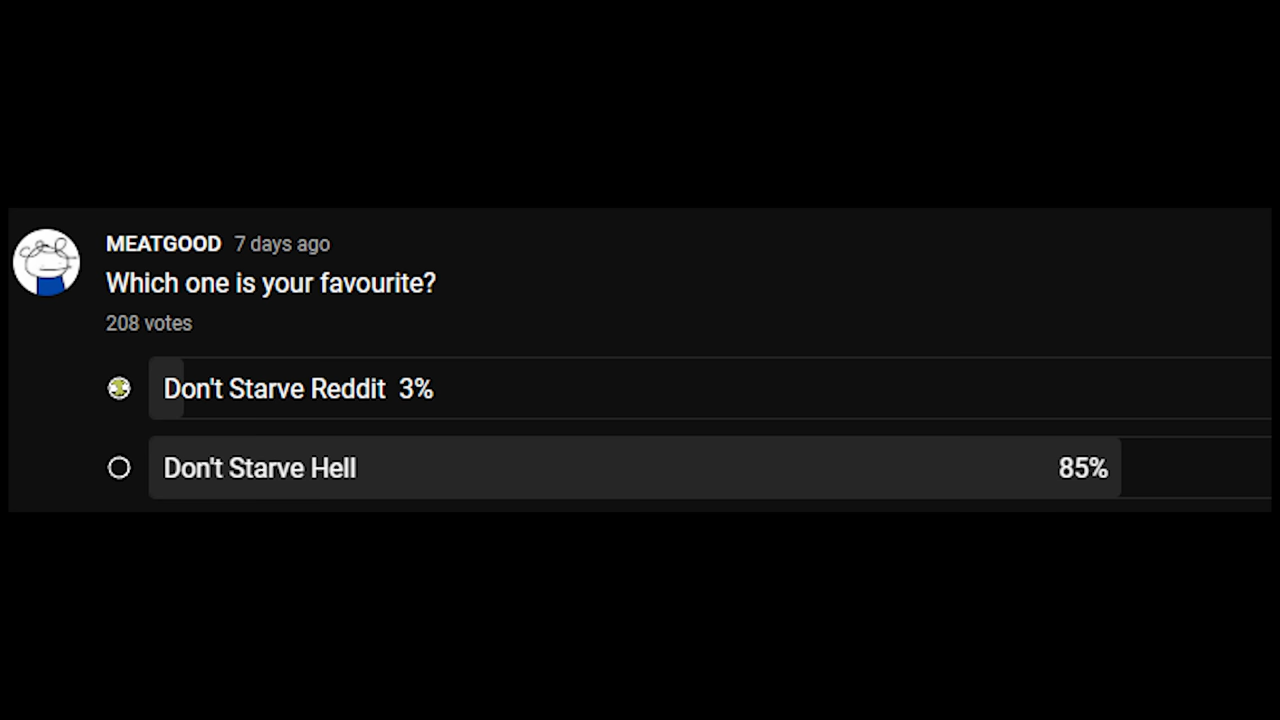 MEATGOOD 7 days ago
Which one is your favourite?
208 votes
Don't Starve Reddit 3%
Don't Starve Hell 85%